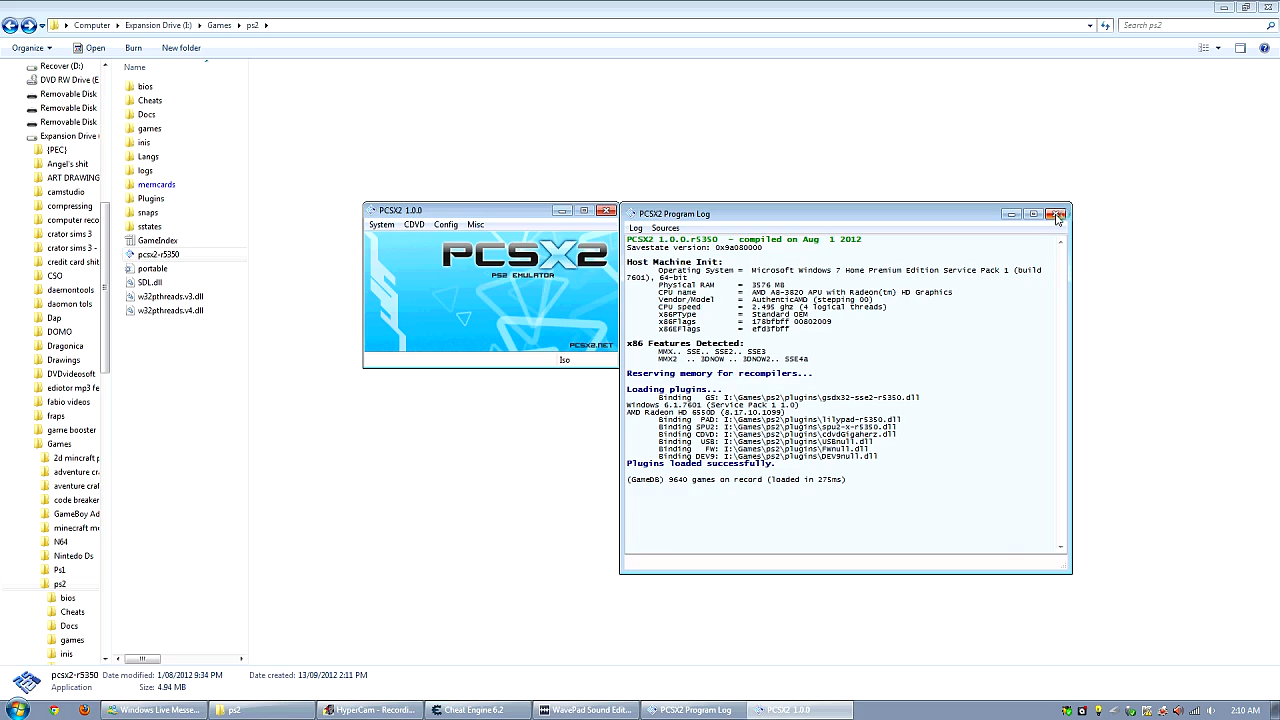 Computer ▸ Expansion Drive (I:) ▸ Games ▸ ps2 ▸
Search ps2
Organize ▾ Open Burn New folder
Recover (D:)
DVD RW Drive (E
Removable Disk
Removable Disk
Removable Disk
Expansion Drive
{PEC}
Angel's shit
ART DRAWING
camstudio
compressing
computer reco
crator sims 3
crator sims 3 -
credit card shit
CSO
daemontools
daomon tols
Dap
DOMO
Dragonica
Drawings
DVDvideosoft
ediotor mp3 fe
fabio videos
fraps
game booster
Games
2d mincraft p
adventure cra
aventure craf
code breaker
GameBoy Ad
minecraft m
N64
Nintedo Ds
Ps1
ps2
bios
Cheats
Docs
games
inis
Name
bios
Cheats
Docs
games
inis
Langs
logs
memcards
Plugins
snaps
sstates
GameIndex
pcsx2-r5350
portable
SDL.dll
w32pthreads.v3.dll
w32pthreads.v4.dll
PCSX2 1.0.0
System CDVD Config Misc
PCSX2
PS2 EMULATOR
PCSX2.NET
Iso
PCSX2 Program Log
Log Sources
PCSX2 1.0.0.r5350 - compiled on Aug 1 2012
Savestate version: 0x9a080000
Host Machine Init:
Operating System = Microsoft Windows 7 Home Premium Edition Service Pack 1 (build
7601), 64-bit
Physical RAM = 3576 MB
CPU name = AMD A8-3820 APU with Radeon(tm) HD Graphics
Vendor/Model = AuthenticAMD (stepping 00)
CPU speed = 2.495 ghz (4 logical threads)
x86PType = Standard OEM
x86Flags = 178bfbff 00802009
x86EFlags = efd3fbff
x86 Features Detected:
MMX.. SSE.. SSE2.. SSE3
MMX2 .. 3DNOW .. 3DNOW2.. SSE4a
Reserving memory for recompilers...
Loading plugins...
Binding GS: I:\Games\ps2\plugins\gsdx32-sse2-r5350.dll
Windows 6.1.7601 (Service Pack 1 1.0)
AMD Radeon HD 6550D (8.17.10.1099)
Binding PAD: I:\Games\ps2\plugins\lilypad-r5350.dll
Binding SPU2: I:\Games\ps2\plugins\spu2-x-r5350.dll
Binding CDVD: I:\Games\ps2\plugins\cdvdGigaherz.dll
Binding USB: I:\Games\ps2\plugins\USBnull.dll
Binding FW: I:\Games\ps2\plugins\FWnull.dll
Binding DEV9: I:\Games\ps2\plugins\DEV9null.dll
Plugins loaded successfully.
(GameDB) 9640 games on record (loaded in 275ms)
pcsx2-r5350 Date modified: 1/08/2012 9:34 PM Date created: 13/09/2012 2:11 PM
Application Size: 4.94 MB
Windows Live Messe... ps2 HyperCam - Recordi... Cheat Engine 6.2 WavePad Sound Edit... PCSX2 Program Log PCSX2 1.0.0 2:10 AM